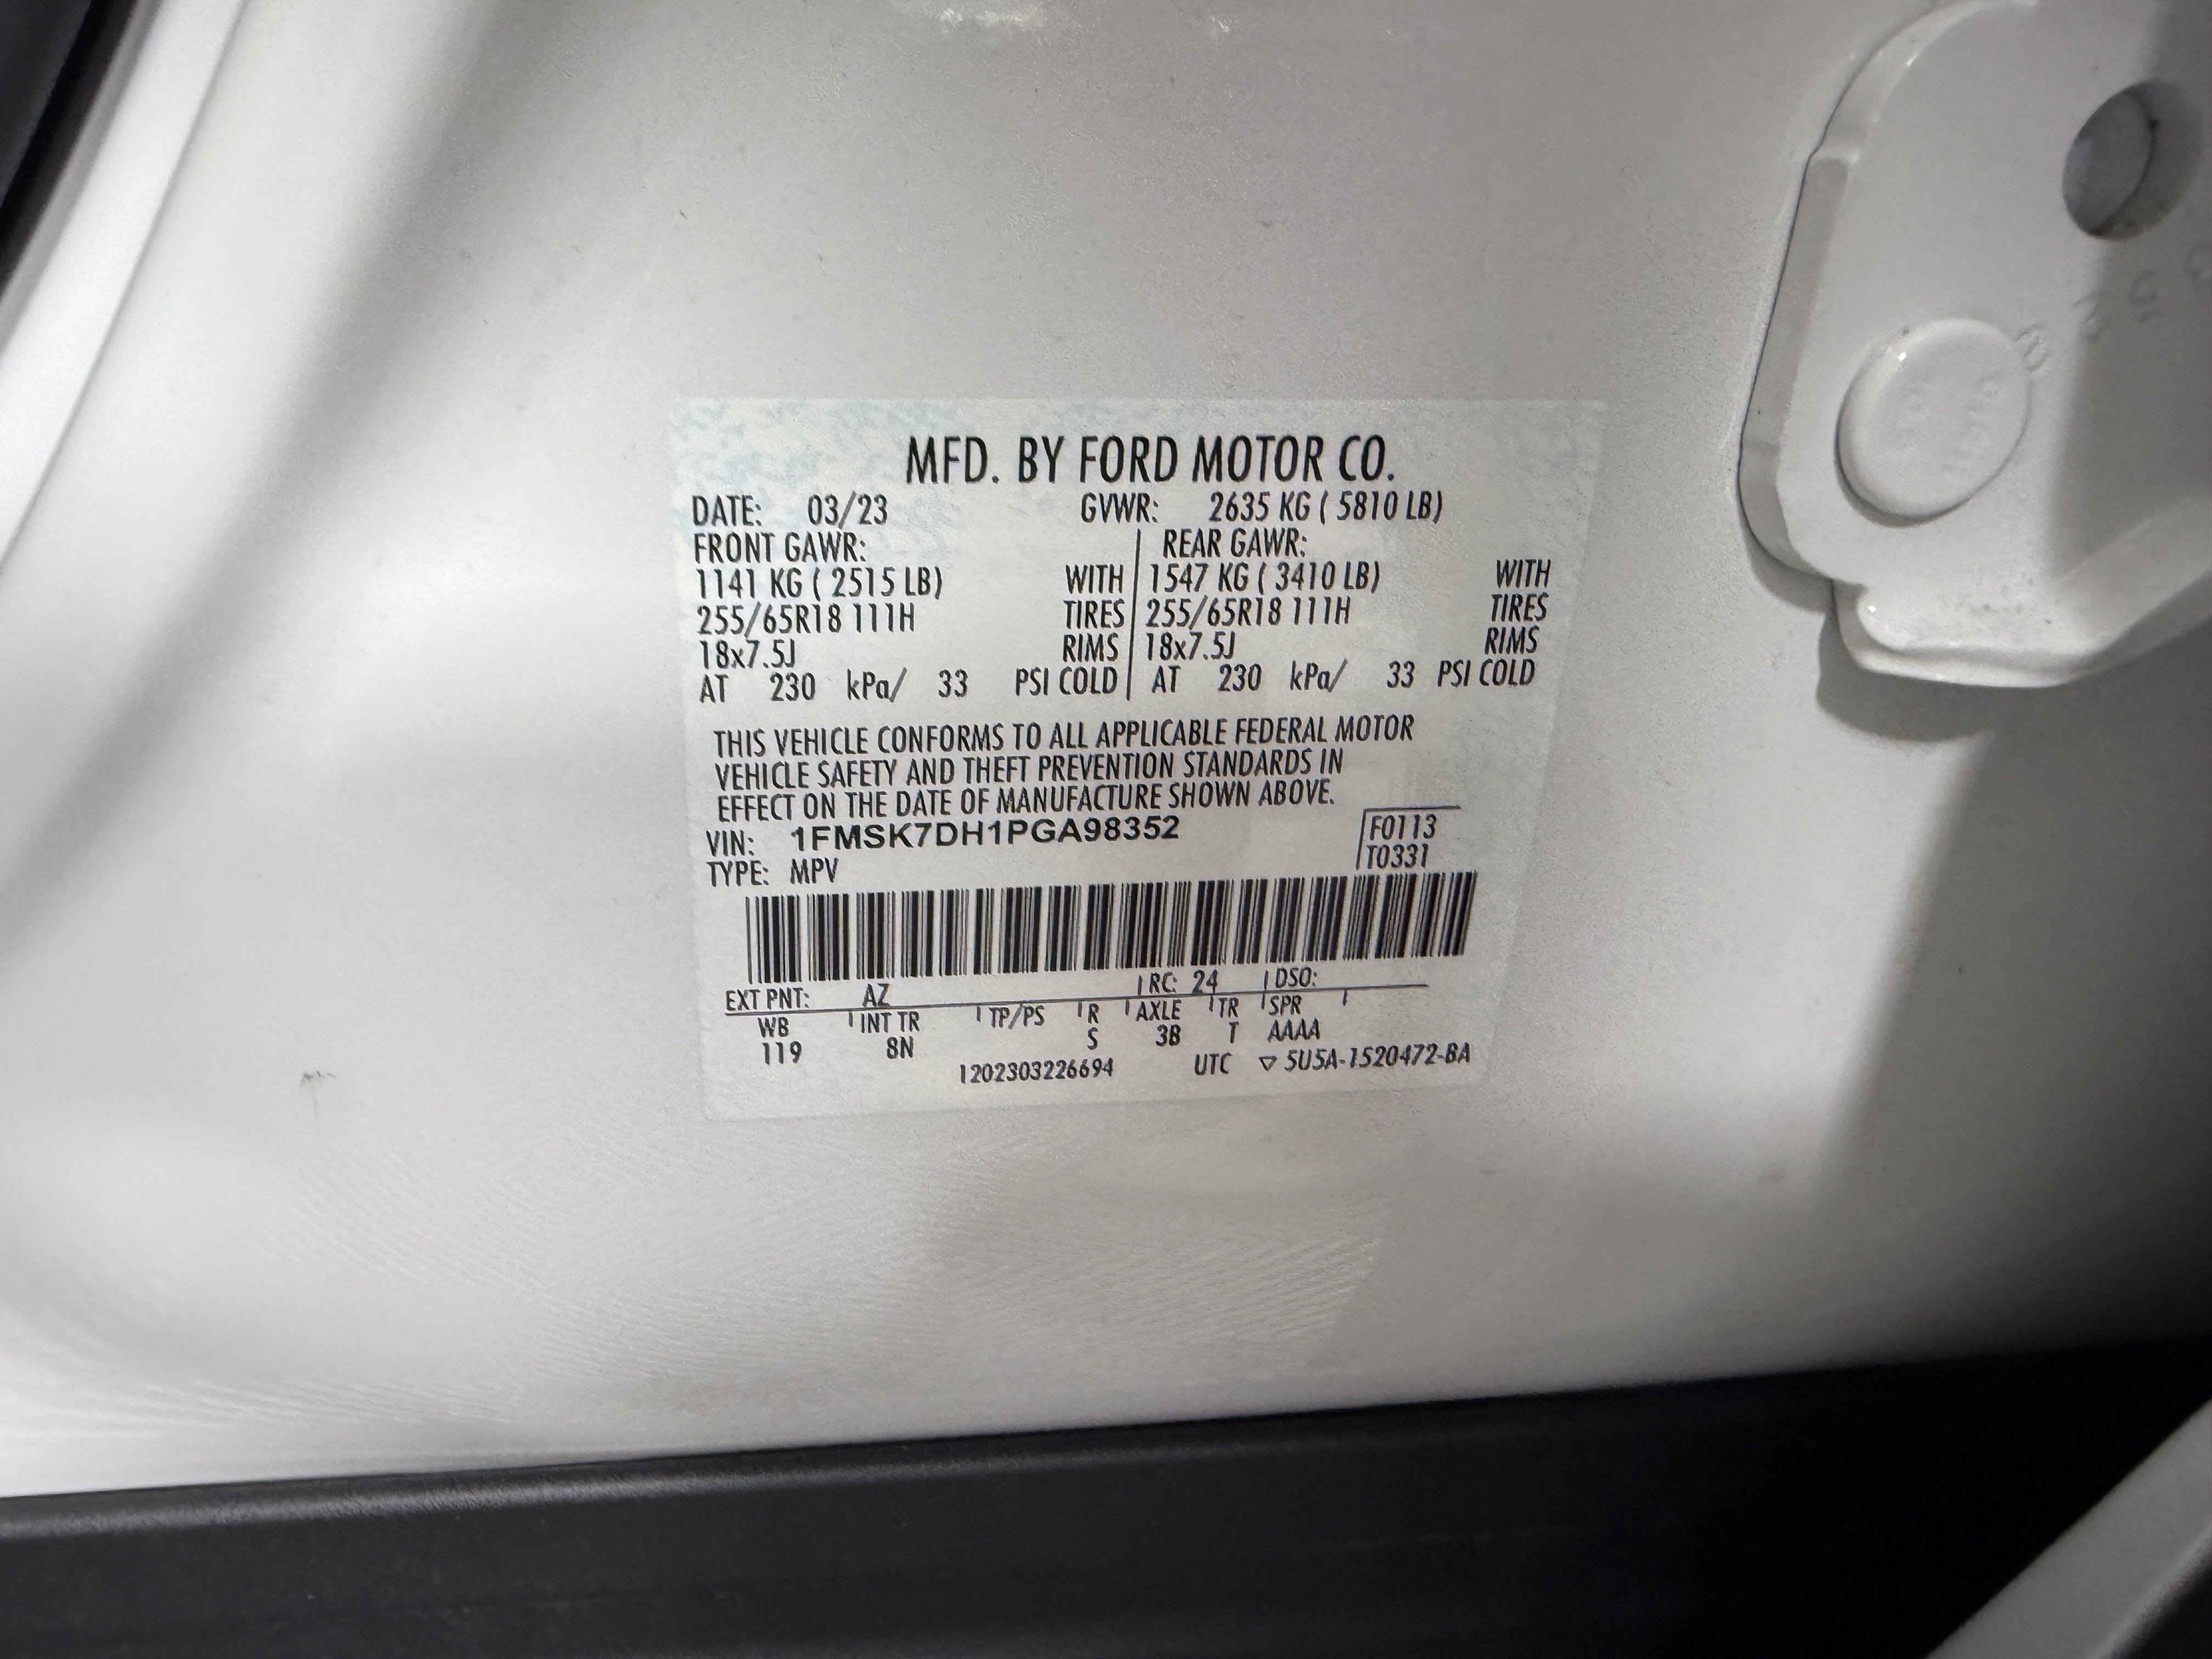 MFD. BY FORD MOTOR CO.
DATE: 03/23 GVWR: 2635 KG ( 5810 LB)
FRONT GAWR: REAR GAWR:
1141 KG ( 2515 LB) WITH 1547 KG ( 3410 LB) WITH
255/65R18 111H TIRES 255/65R18 111H TIRES
18x7.5J RIMS 18x7.5J RIMS
AT 230 kPa/ 33 PSI COLD AT 230 kPa/ 33 PSI COLD
THIS VEHICLE CONFORMS TO ALL APPLICABLE FEDERAL MOTOR
VEHICLE SAFETY AND THEFT PREVENTION STANDARDS IN
EFFECT ON THE DATE OF MANUFACTURE SHOWN ABOVE.
VIN: 1FMSK7DH1PGA98352 F0113
TYPE: MPV T0331
EXT PNT: AZ RC: 24 DSO:
WB INT TR TP/PS R AXLE TR SPR
119 8N S 3B T AAAA
1202303226694 UTC ▽ 5U5A-1520472-BA